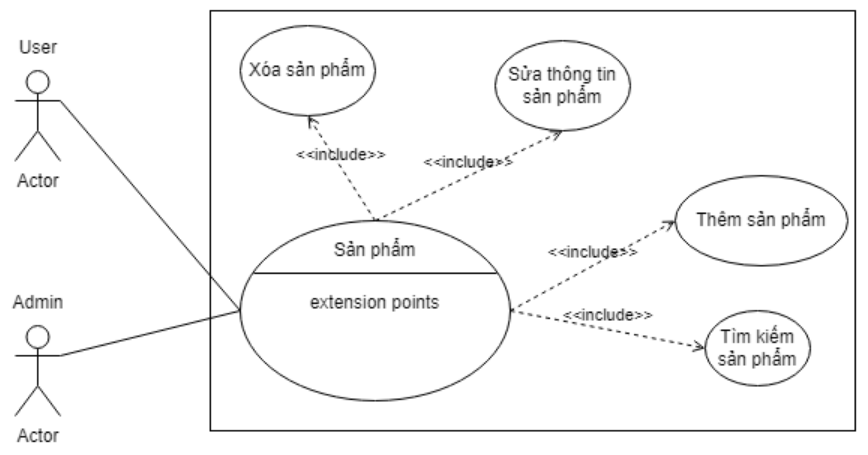 User
Actor
Admin
Actor
Xóa sản phẩm
Sửa thông tin
sản phẩm
<<include>>
<<include>>
Sản phẩm
extension points
Thêm sản phẩm
<<include>>
<<include>>
Tìm kiếm
sản phẩm